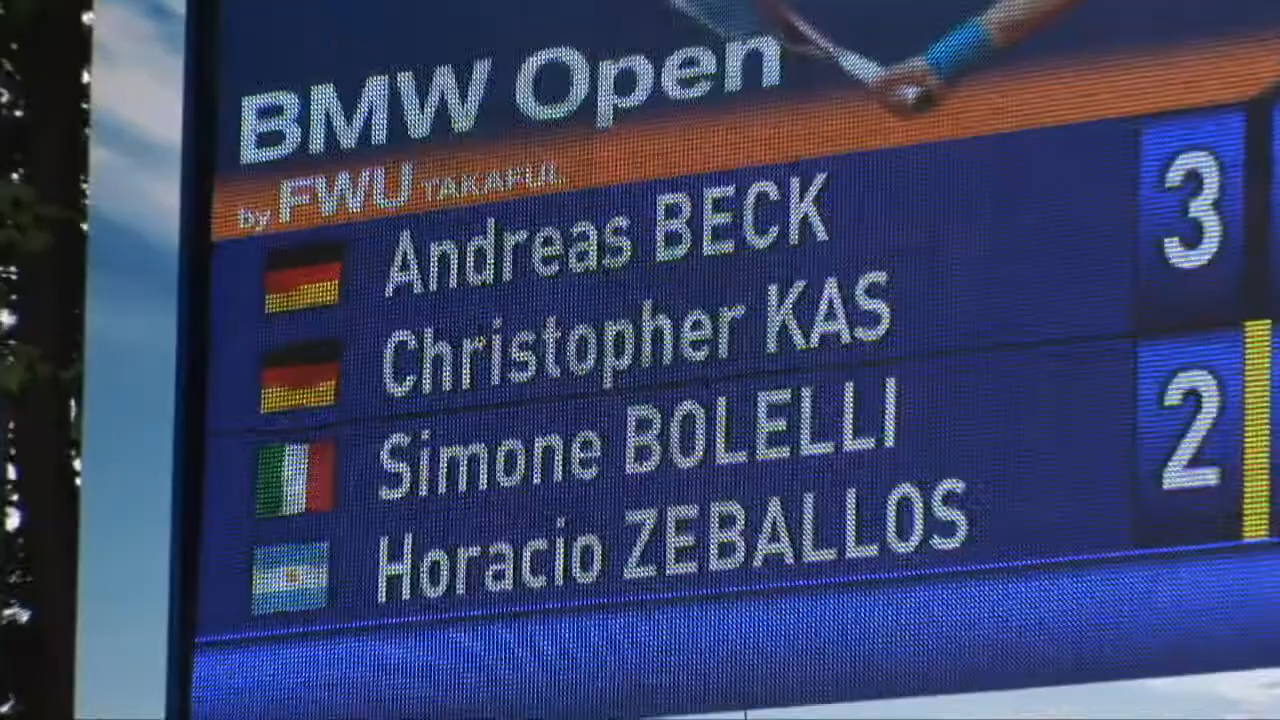 BMW Open
by FWU TAKAFUL
Andreas BECK
3
Christopher KAS
Simone BOLELLI
2
Horacio ZEBALLOS